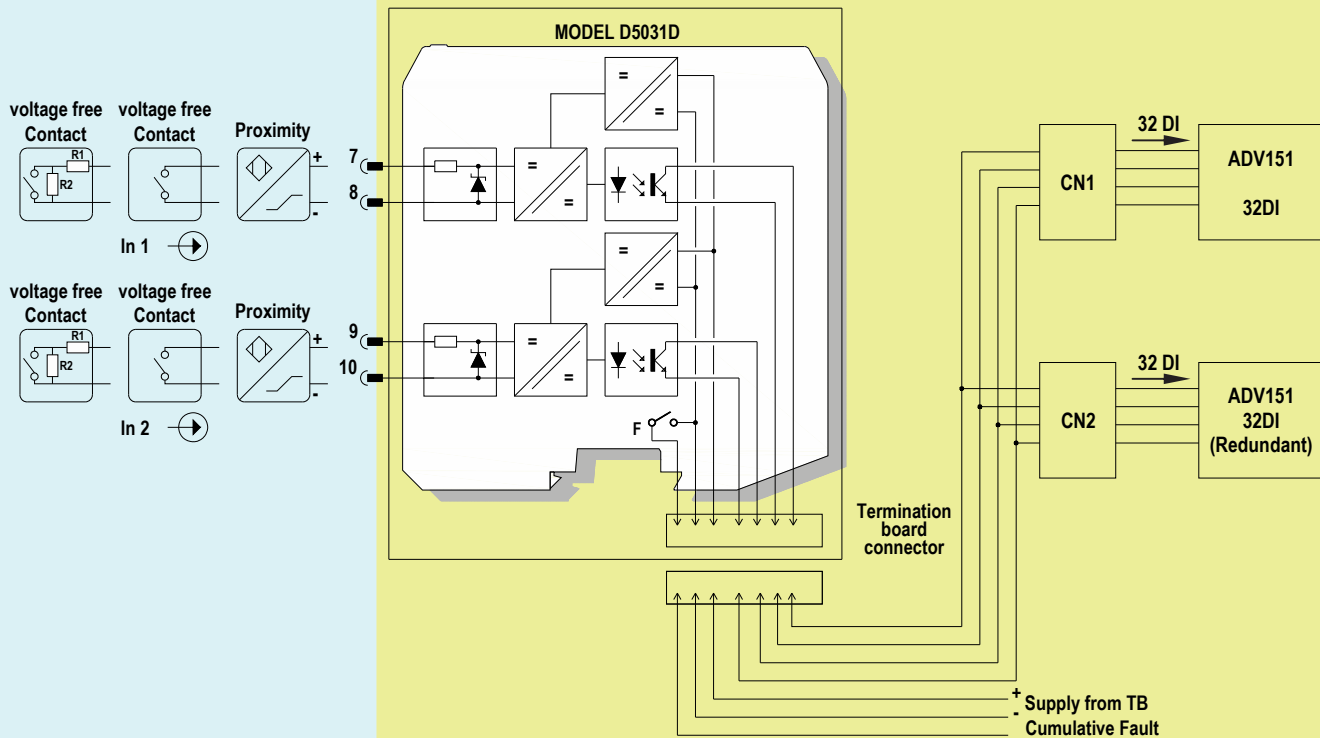 MODEL D5031D
voltage free
Contact
voltage free
Contact
Proximity
R1
R2
+
-
7
8
In 1
=
=
=
=
voltage free
Contact
voltage free
Contact
Proximity
R1
R2
+
-
9
10
In 2
=
=
=
=
F
Termination
board
connector
CN1
32 DI
ADV151
32DI
CN2
32 DI
ADV151
32DI
(Redundant)
+
-
Supply from TB
Cumulative Fault